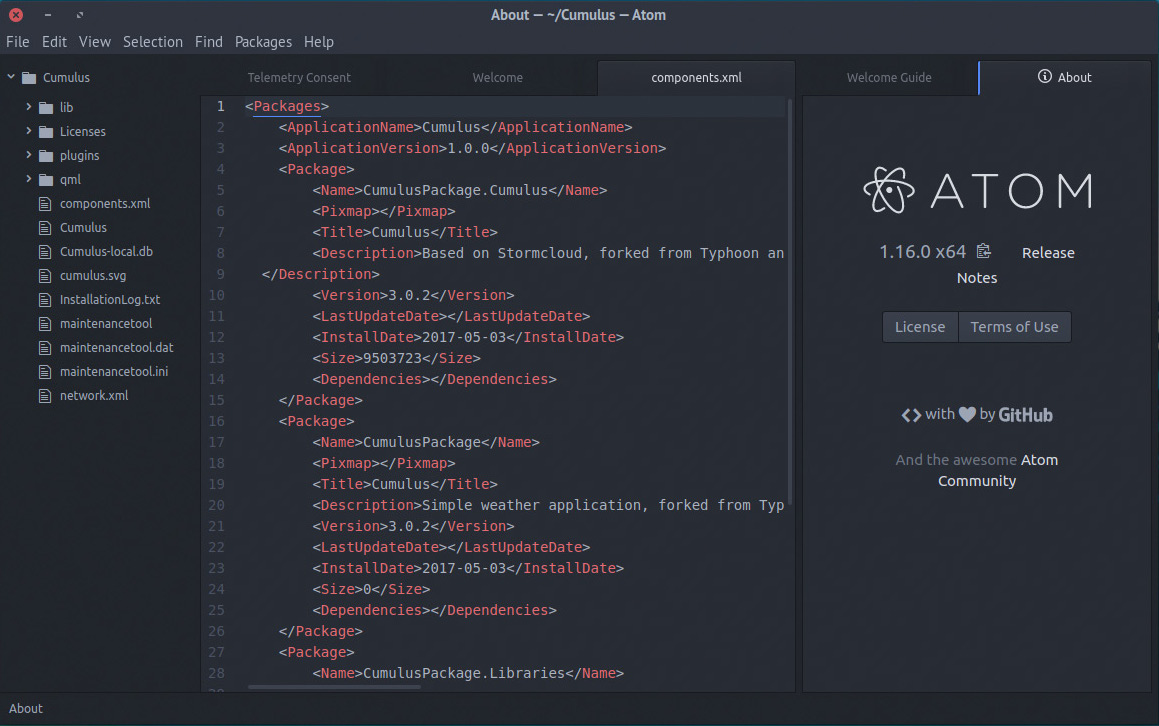 About — ~/Cumulus — Atom
File Edit View Selection Find Packages Help
Cumulus
lib
Licenses
plugins
qml
components.xml
Cumulus
Cumulus-local.db
cumulus.svg
InstallationLog.txt
maintenancetool
maintenancetool.dat
maintenancetool.ini
network.xml
Telemetry Consent Welcome components.xml
1 <Packages>
2 <ApplicationName>Cumulus</ApplicationName>
3 <ApplicationVersion>1.0.0</ApplicationVersion>
4 <Package>
5 <Name>CumulusPackage.Cumulus</Name>
6 <Pixmap></Pixmap>
7 <Title>Cumulus</Title>
8 <Description>Based on Stormcloud, forked from Typhoon an
9 </Description>
10 <Version>3.0.2</Version>
11 <LastUpdateDate></LastUpdateDate>
12 <InstallDate>2017-05-03</InstallDate>
13 <Size>9503723</Size>
14 <Dependencies></Dependencies>
15 </Package>
16 <Package>
17 <Name>CumulusPackage</Name>
18 <Pixmap></Pixmap>
19 <Title>Cumulus</Title>
20 <Description>Simple weather application, forked from Typ
21 <Version>3.0.2</Version>
22 <LastUpdateDate></LastUpdateDate>
23 <InstallDate>2017-05-03</InstallDate>
24 <Size>0</Size>
25 <Dependencies></Dependencies>
26 </Package>
27 <Package>
28 <Name>CumulusPackage.Libraries</Name>
Welcome Guide About
ATOM
1.16.0 x64 Release
Notes
License Terms of Use
<> with by GitHub
And the awesome Atom
Community
About